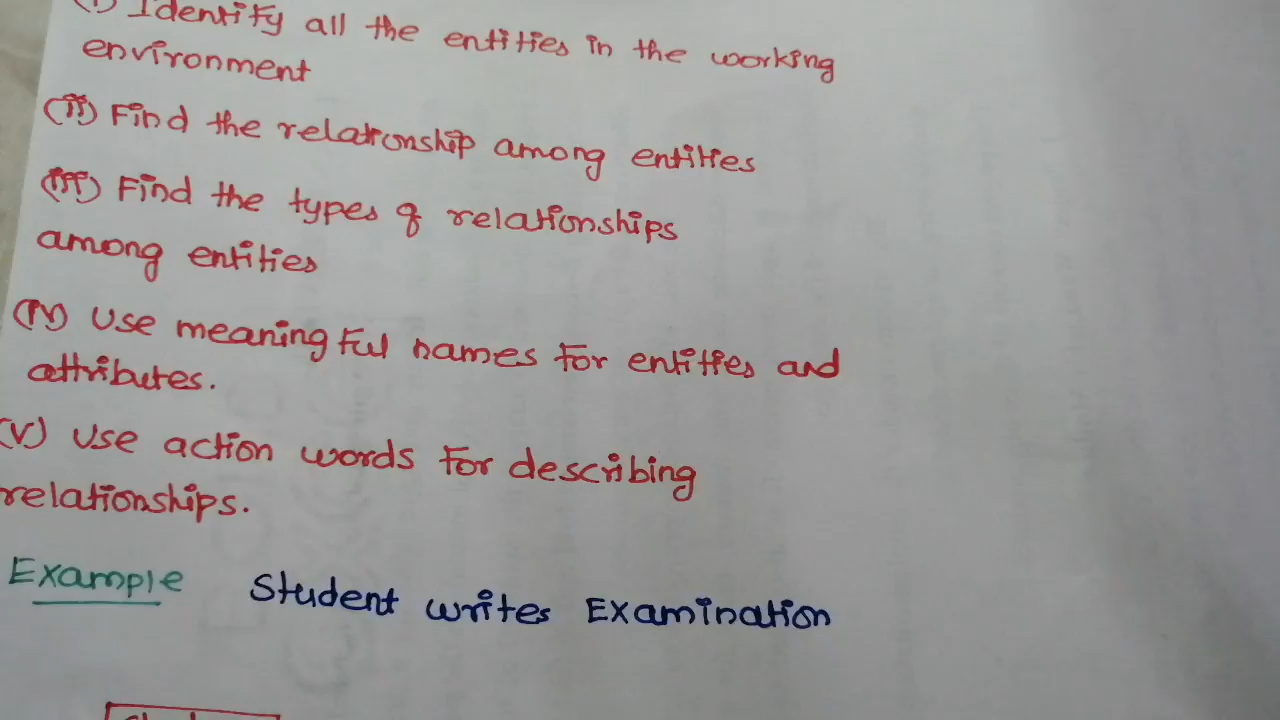 (i) Identify all the entities in the working
environment
(ii) Find the relationship among entities
(iii) Find the types of relationships
among entities
(iv) Use meaningful names for entities and
attributes.
(v) Use action words for describing
relationships.
Example Student writes Examination